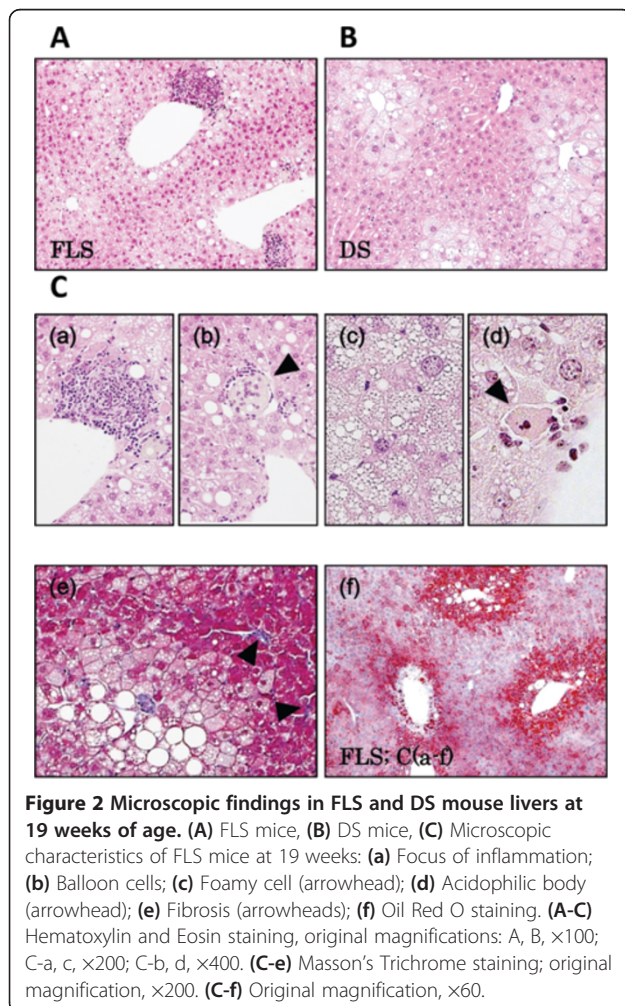 A
B
FLS
DS
C
(a)
(b)
(c)
(d)
(e)
(f)
FLS; C(a-f)
Figure 2 Microscopic findings in FLS and DS mouse livers at
19 weeks of age. (A) FLS mice, (B) DS mice, (C) Microscopic
characteristics of FLS mice at 19 weeks: (a) Focus of inflammation;
(b) Balloon cells; (c) Foamy cell (arrowhead); (d) Acidophilic body
(arrowhead); (e) Fibrosis (arrowheads); (f) Oil Red O staining. (A-C)
Hematoxylin and Eosin staining, original magnifications: A, B, ×100;
C-a, c, ×200; C-b, d, ×400. (C-e) Masson's Trichrome staining; original
magnification, ×200. (C-f) Original magnification, ×60.